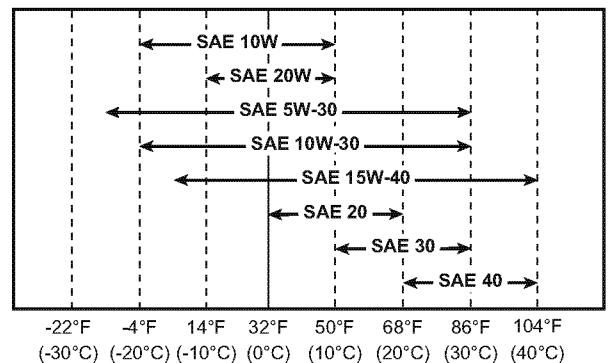 SAE 10W
SAE 20W
SAE 5W-30
SAE 10W-30
SAE 15W-40
SAE 20
SAE 30
SAE 40
-22°F -4°F 14°F 32°F 50°F 68°F 86°F 104°F
(-30°C) (-20°C) (-10°C) (0°C) (10°C) (20°C) (30°C) (40°C)